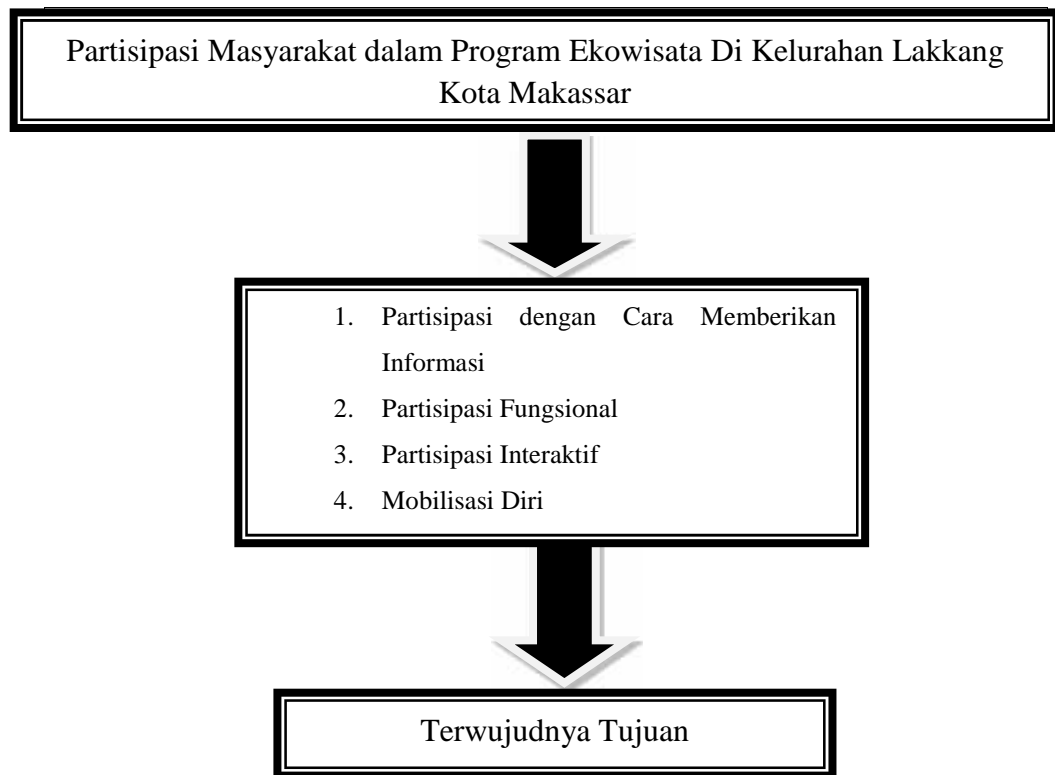 Partisipasi Masyarakat dalam Program Ekowisata Di Kelurahan Lakkang
Kota Makassar
1. Partisipasi dengan Cara Memberikan
Informasi
2. Partisipasi Fungsional
3. Partisipasi Interaktif
4. Mobilisasi Diri
Terwujudnya Tujuan